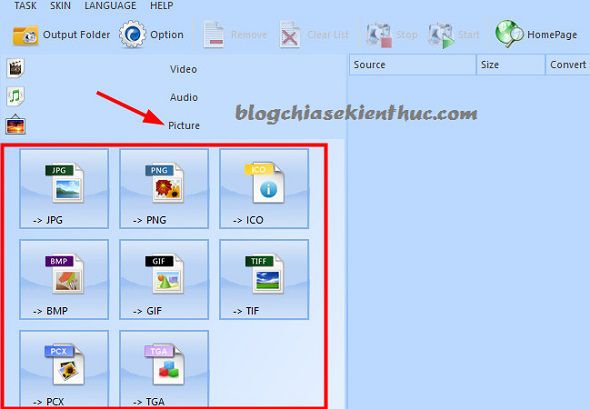 TASK SKIN LANGUAGE HELP
Output Folder Option Remove Clear List Stop Start HomePage
Video
Source Size Convert
Audio
blogchiasekienthuc.com
Picture
JPG PNG ICO
-> JPG -> PNG -> ICO
BMP GIF TIFF
-> BMP -> GIF -> TIF
PCX TGA
-> PCX -> TGA